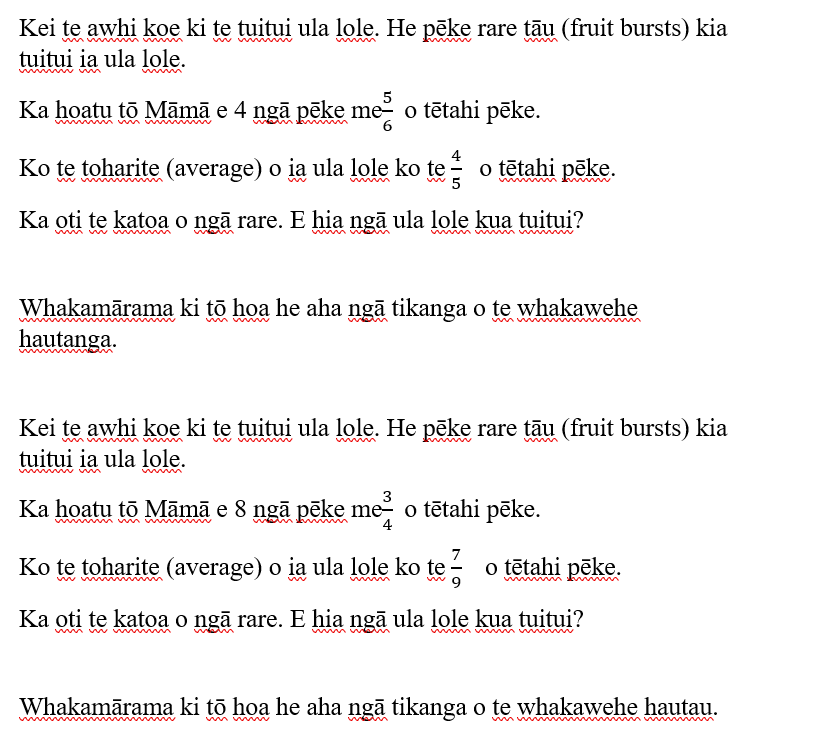 Kei te awhi koe ki te tuitui ula lole. He pēke rare tāu (fruit bursts) kia
tuitui ia ula lole.
Ka hoatu tō Māmā e 4 ngā pēke me 5/6 o tētahi pēke.
Ko te toharite (average) o ia ula lole ko te 4/5 o tētahi pēke.
Ka oti te katoa o ngā rare. E hia ngā ula lole kua tuitui?
Whakamārama ki tō hoa he aha ngā tikanga o te whakawehe
hautanga.
Kei te awhi koe ki te tuitui ula lole. He pēke rare tāu (fruit bursts) kia
tuitui ia ula lole.
Ka hoatu tō Māmā e 8 ngā pēke me 3/4 o tētahi pēke.
Ko te toharite (average) o ia ula lole ko te 7/9 o tētahi pēke.
Ka oti te katoa o ngā rare. E hia ngā ula lole kua tuitui?
Whakamārama ki tō hoa he aha ngā tikanga o te whakawehe hautau.